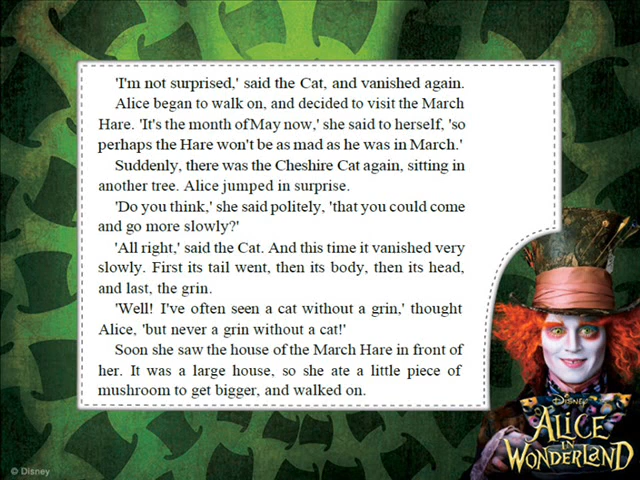 'I'm not surprised,' said the Cat, and vanished again.
Alice began to walk on, and decided to visit the March
Hare. 'It's the month of May now,' she said to herself, 'so
perhaps the Hare won't be as mad as he was in March.'
Suddenly, there was the Cheshire Cat again, sitting in
another tree. Alice jumped in surprise.
'Do you think,' she said politely, 'that you could come
and go more slowly?'
'All right,' said the Cat. And this time it vanished very
slowly. First its tail went, then its body, then its head,
and last, the grin.
'Well! I've often seen a cat without a grin,' thought
Alice, 'but never a grin without a cat!'
Soon she saw the house of the March Hare in front of
her. It was a large house, so she ate a little piece of
mushroom to get bigger, and walked on.
DISNEY
ALICE
IN
WONDERLAND
© Disney